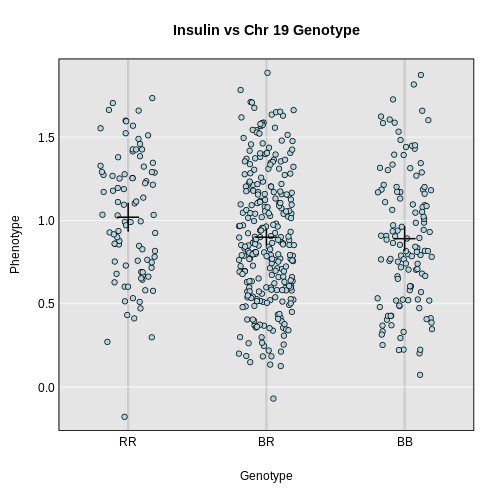 Insulin vs Chr 19 Genotype
Phenotype
1.5
1.0
0.5
0.0
RR BR BB
Genotype